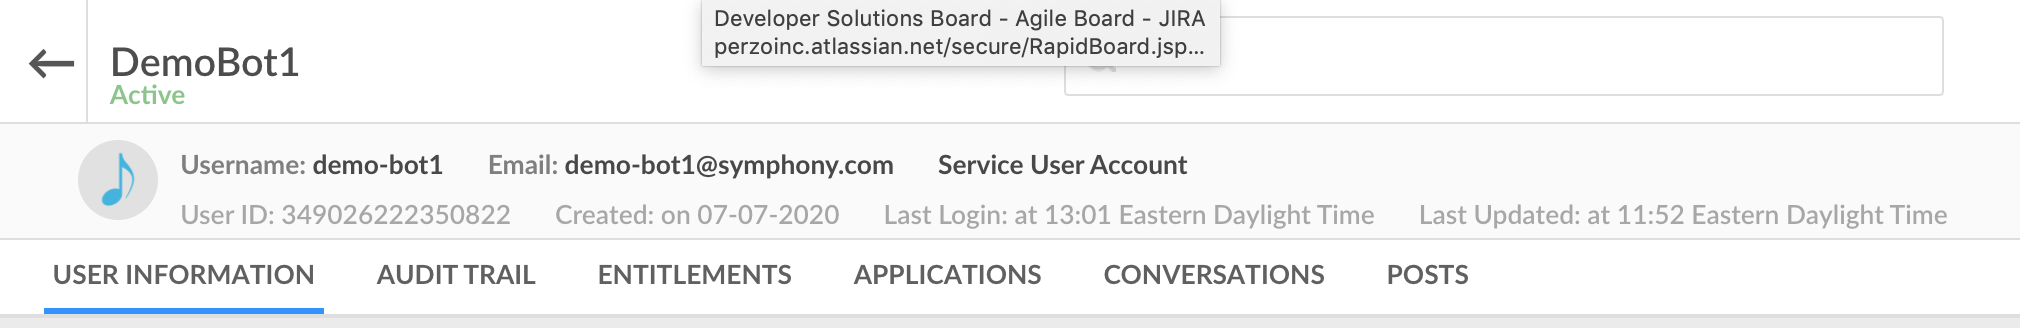 Developer Solutions Board - Agile Board - JIRA
perzoinc.atlassian.net/secure/RapidBoard.jsp...
DemoBot1
Active
Username: demo-bot1 Email: demo-bot1@symphony.com Service User Account
User ID: 349026222350822 Created: on 07-07-2020 Last Login: at 13:01 Eastern Daylight Time Last Updated: at 11:52 Eastern Daylight Time
USER INFORMATION AUDIT TRAIL ENTITLEMENTS APPLICATIONS CONVERSATIONS POSTS